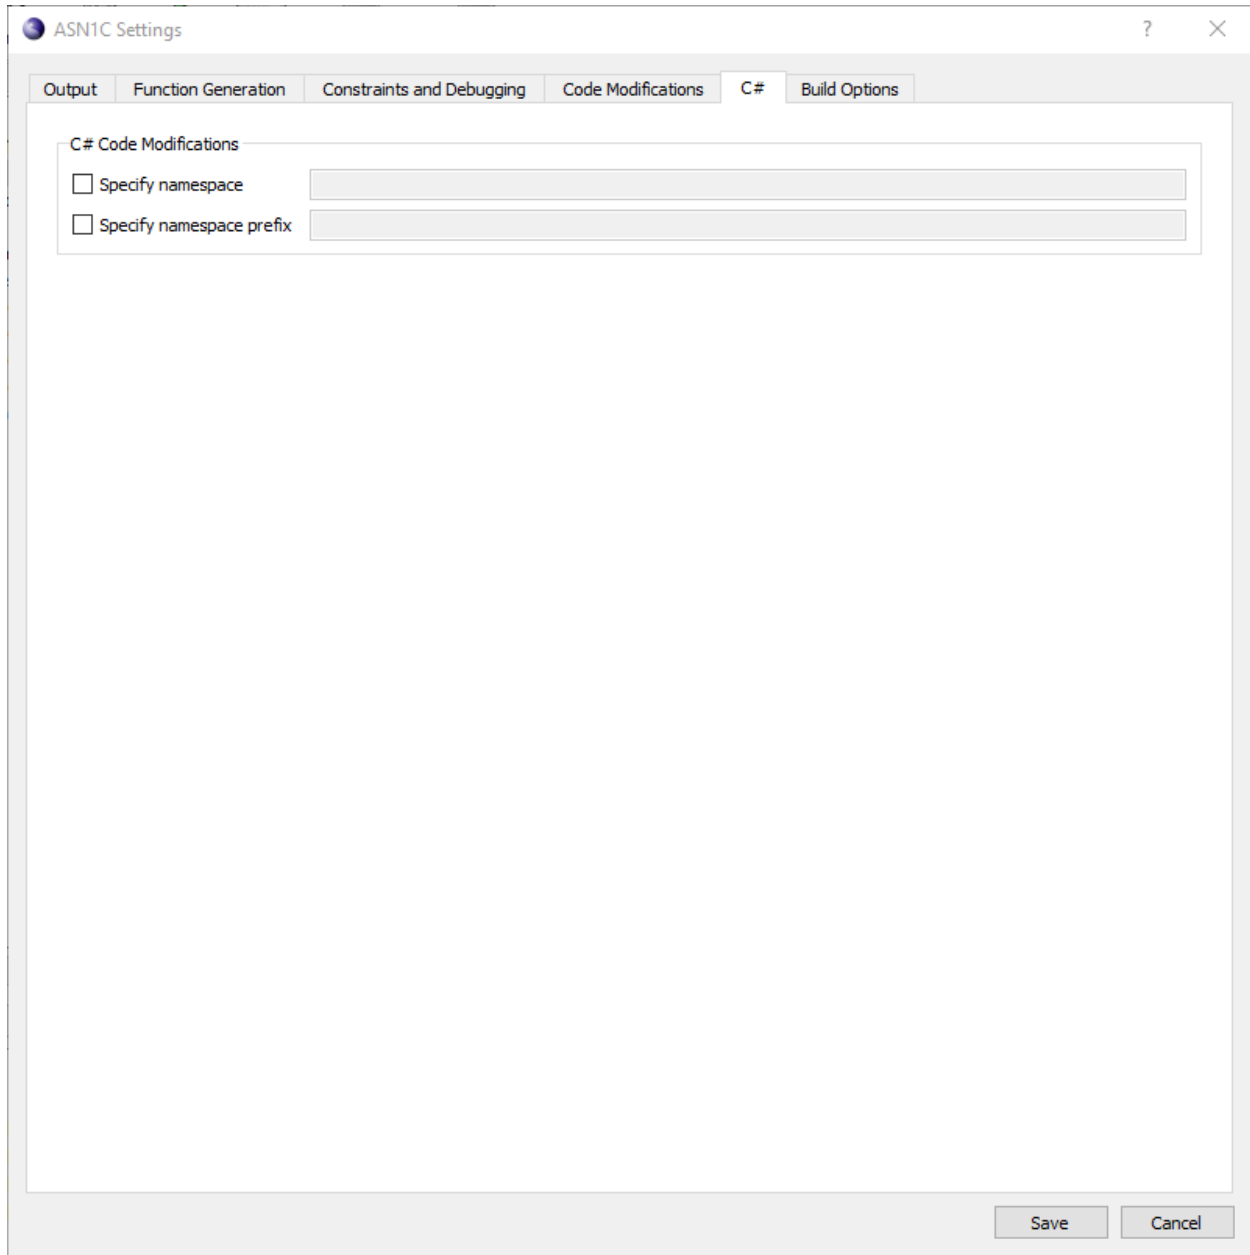 ASN1C Settings ?
Output Function Generation Constraints and Debugging Code Modifications C# Build Options
C# Code Modifications
Specify namespace
Specify namespace prefix
Save Cancel